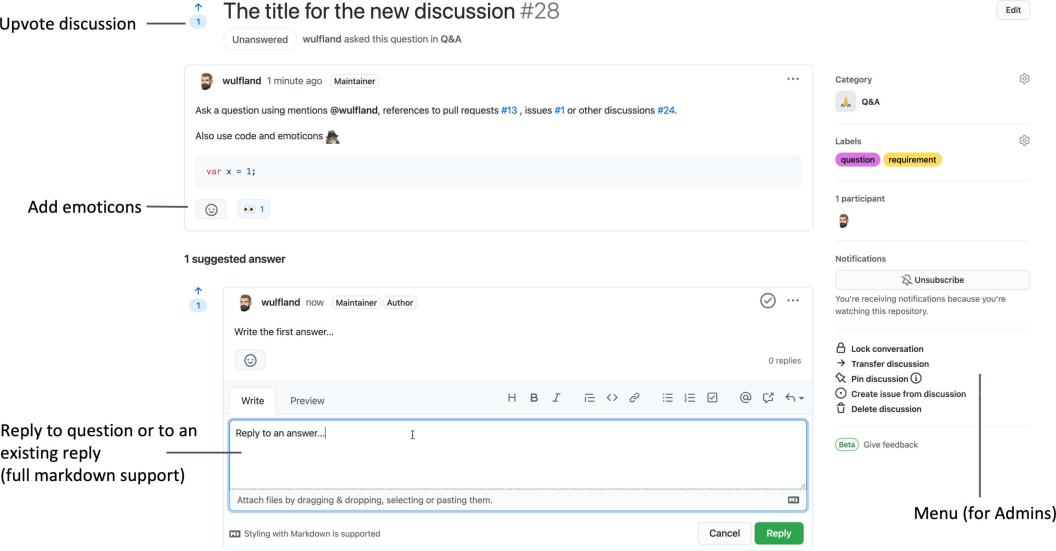 The title for the new discussion #28
Edit
Upvote discussion
1
Unanswered wulfland asked this question in Q&A
wulfland 1 minute ago Maintainer
Ask a question using mentions @wulfland, references to pull requests #13 , issues #1 or other discussions #24.
Also use code and emoticons
var x = 1;
Add emoticons
1
1 suggested answer
1
wulfland now Maintainer Author
Write the first answer...
0 replies
Write Preview
H B I
Reply to question or to an
existing reply
(full markdown support)
Reply to an answer...
Attach files by dragging & dropping, selecting or pasting them.
Styling with Markdown is supported
Cancel Reply
Category
Q&A
Labels
question requirement
1 participant
Notifications
Unsubscribe
You're receiving notifications because you're
watching this repository.
Lock conversation
Transfer discussion
Pin discussion
Create issue from discussion
Delete discussion
Beta Give feedback
Menu (for Admins)